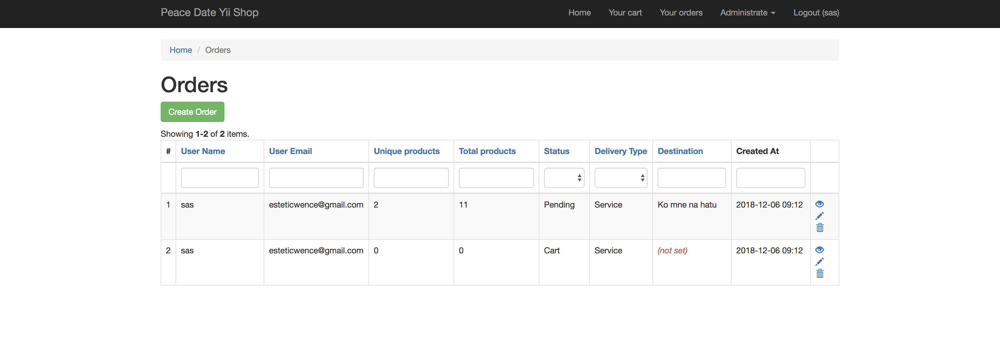 Peace Date Yii Shop Home Your cart Your orders Administrate Logout (sas)
Home / Orders
Orders
Create Order
Showing 1-2 of 2 items.
# User Name User Email Unique products Total products Status Delivery Type Destination Created At
1 sas esteticwence@gmail.com 2 11 Pending Service Ko mne na hatu 2018-12-06 09:12
2 sas esteticwence@gmail.com 0 0 Cart Service (not set) 2018-12-06 09:12